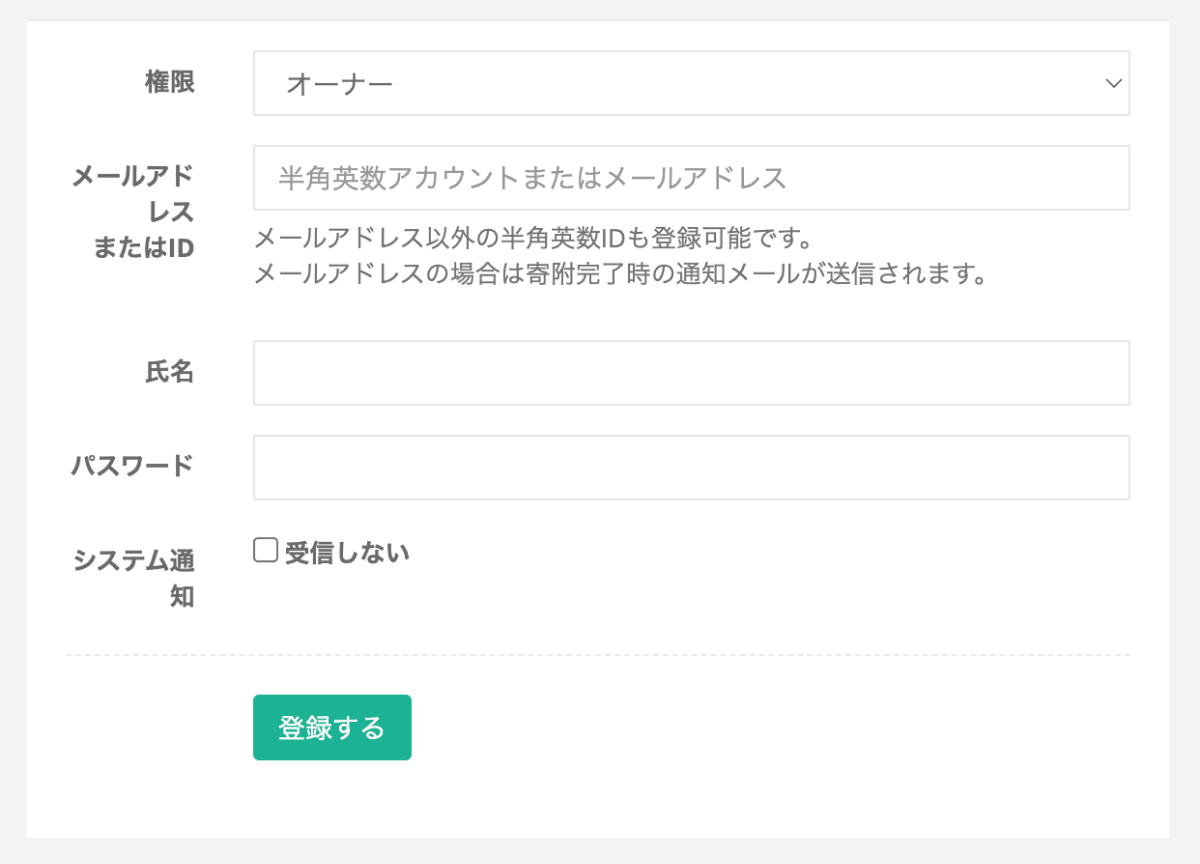 権限
オーナー
メールアド
レス
またはID
半角英数アカウントまたはメールアドレス
メールアドレス以外の半角英数IDも登録可能です。
メールアドレスの場合は寄附完了時の通知メールが送信されます。
氏名
パスワード
システム通
知
受信しない
登録する